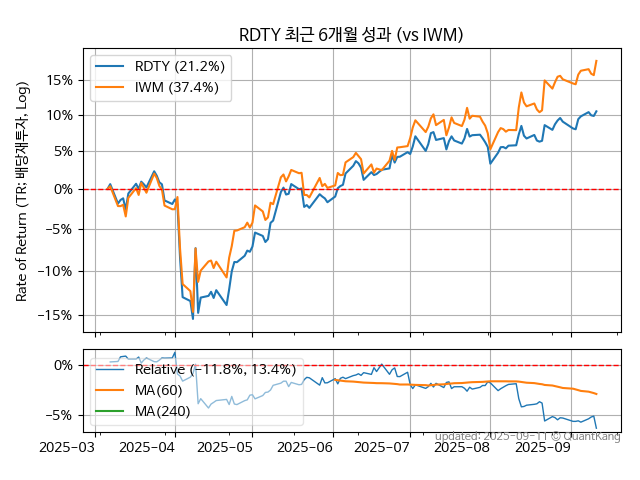 RDTY 최근 6개월 성과 (vs IWM)
Rate of Return (TR: 배당재투자, Log)
RDTY (21.2%)
IWM (37.4%)
15%
10%
5%
0%
−5%
−10%
−15%
Relative (−11.8%, 13.4%)
MA(60)
MA(240)
0%
−5%
2025-03
2025-04
2025-05
2025-06
2025-07
2025-08
2025-09
updated: 2025-09-11 © QuantKang